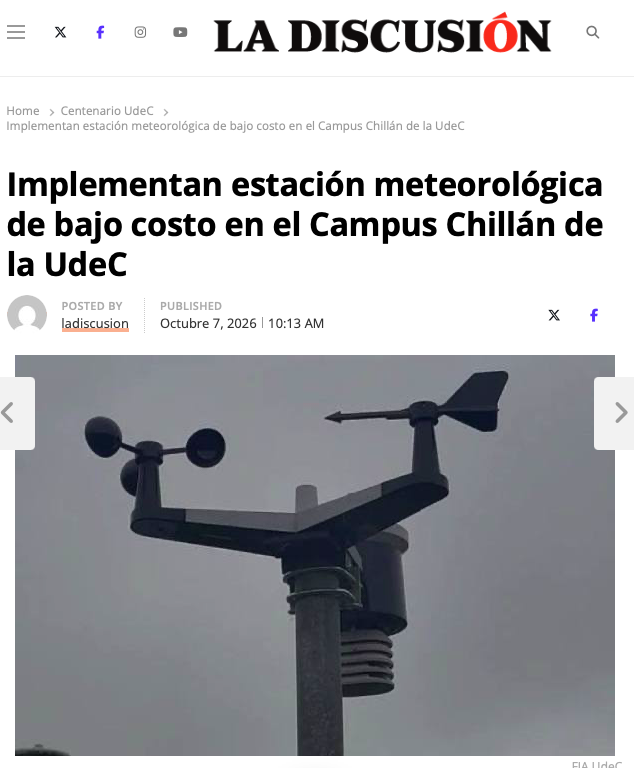 LA DISCUSIÓN
Home > Centenario UdeC >
Implementan estación meteorológica de bajo costo en el Campus Chillán de la UdeC
Implementan estación meteorológica
de bajo costo en el Campus Chillán de
la UdeC
POSTED BY
ladiscusion
PUBLISHED
Octubre 7, 2026 | 10:13 AM
FIA UdeC